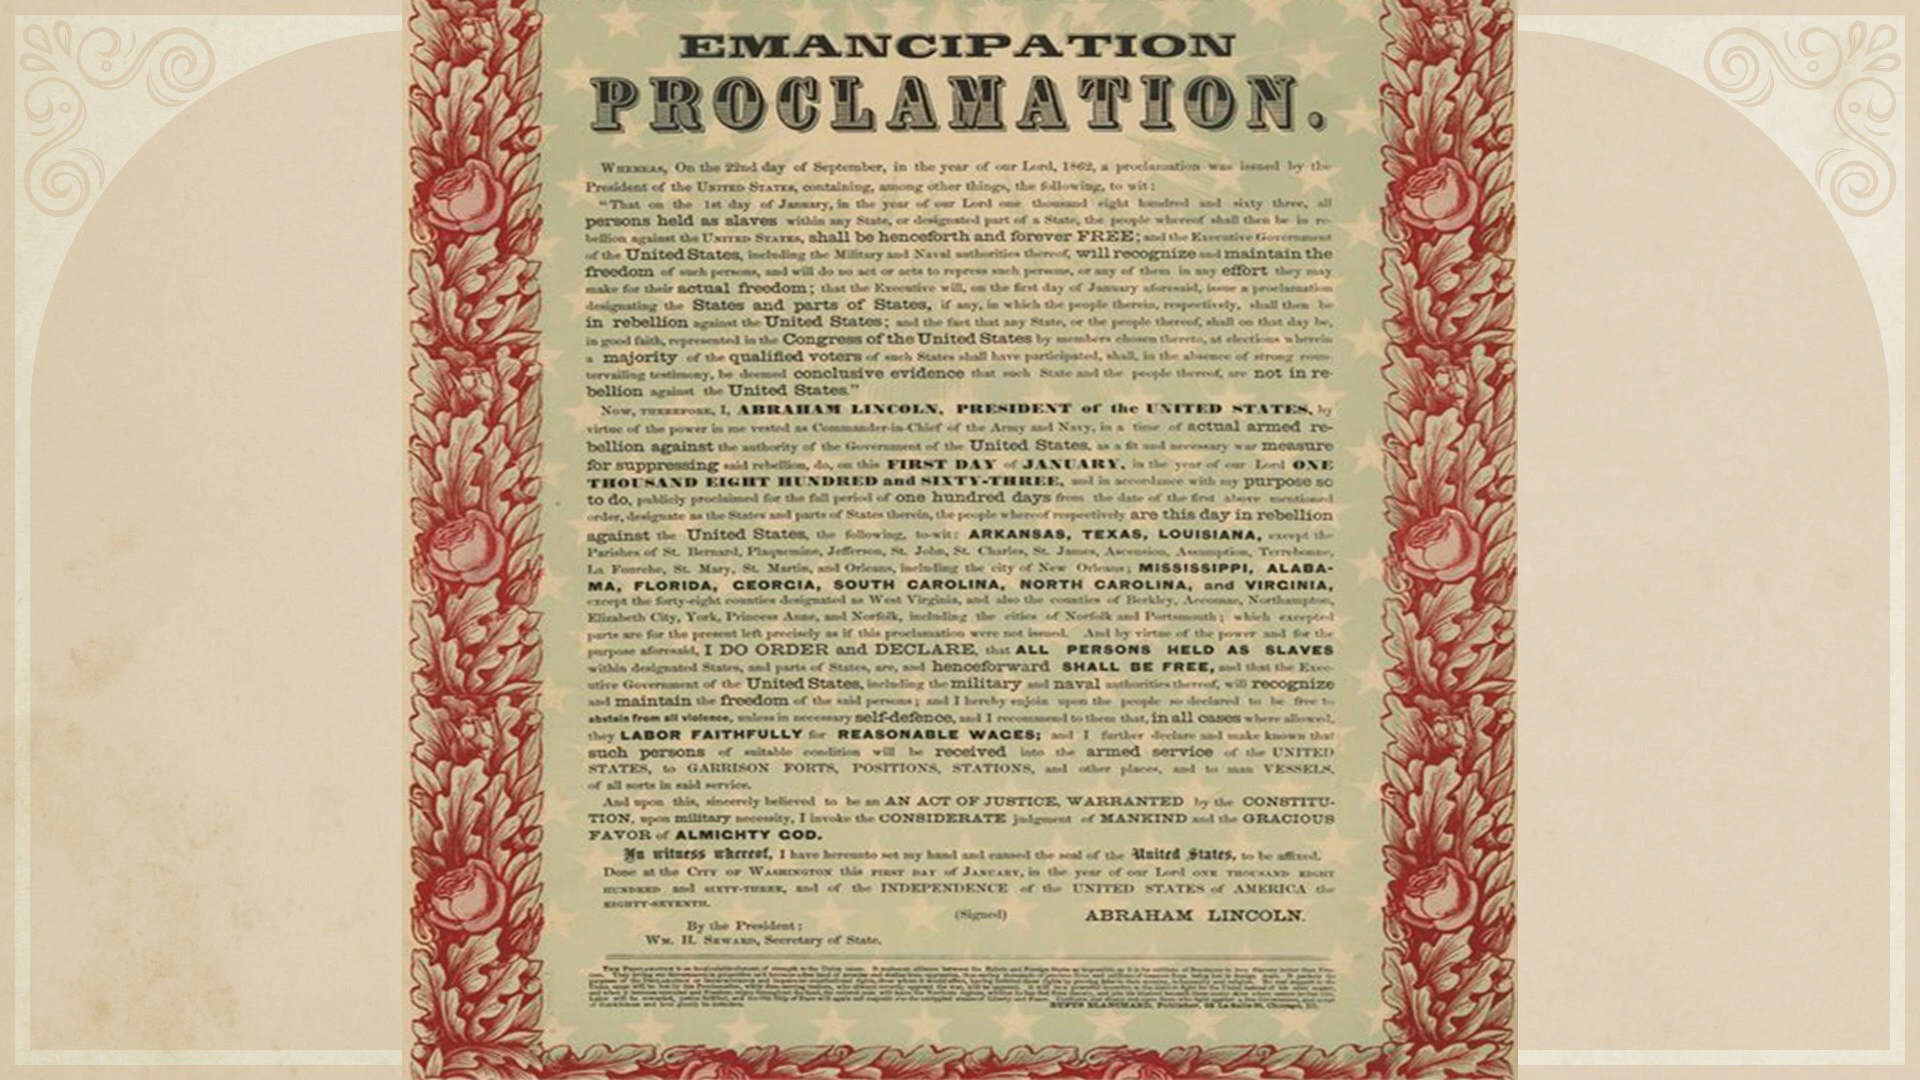 EMANCIPATION
PROCLAMATION.
WHEREAS, On the 22nd day of September, in the year of our Lord, 1862, a proclamation was issued by the
President of the UNITED STATES, containing, among other things, the following, to wit:
"That on the 1st day of January, in the year of our Lord one thousand eight hundred and sixty three, all
persons held as slaves within any State, or designated part of a State, the people whereof shall then be in re-
bellion against the UNITED STATES, shall be henceforth and forever FREE; and the Executive Government
of the United States, including the Military and Naval authorities thereof, will recognize and maintain the
freedom of such persons, and will do no act or acts to repress such persons, or any of them in any effort they may
make for their actual freedom; that the Executive will, on the first day of January aforesaid, issue a proclamation
designating the States and parts of States, if any, in which the people therein, respectively, shall then be
in rebellion against the United States; and the fact that any State, or the people thereof, shall on that day be,
in good faith, represented in the Congress of the United States by members chosen thereto, at elections wherein
a majority of the qualified voters of such States shall have participated, shall, in the absence of strong coun-
tervailing testimony, be deemed conclusive evidence that such State and the people thereof, are not in re-
bellion against the United States."
NOW, THEREFORE, I, ABRAHAM LINCOLN, PRESIDENT of the UNITED STATES, by
virtue of the power in me vested as Commander-in-Chief of the Army and Navy, in a time of actual armed re-
bellion against the authority of the Government of the United States, as a fit and necessary war measure
for suppressing said rebellion, do, on this FIRST DAY of JANUARY, in the year of our Lord ONE
THOUSAND EIGHT HUNDRED and SIXTY-THREE, and in accordance with my purpose so
to do, publicly proclaimed for the full period of one hundred days from the date of the first above mentioned
order, designate as the States and parts of States therein, the people whereof respectively are this day in rebellion
against the United States, the following, to-wit: ARKANSAS, TEXAS, LOUISIANA, except the
Parishes of St. Bernard, Plaquemine, Jefferson, St. John, St. Charles, St. James, Ascension, Assumption, Terrebonne,
La Fourche, St. Mary, St. Martin, and Orleans, including the city of New Orleans; MISSISSIPPI, ALABA-
MA, FLORIDA, GEORGIA, SOUTH CAROLINA, NORTH CAROLINA, and VIRGINIA,
except the forty-eight counties designated as West Virginia, and also the counties of Berkley, Accomac, Northampton,
Elizabeth City, York, Princess Anne, and Norfolk, including the cities of Norfolk and Portsmouth; which excepted
parts are for the present left precisely as if this proclamation were not issued. And by virtue of the power and for the
purpose aforesaid, I DO ORDER and DECLARE, that ALL PERSONS HELD AS SLAVES
within designated States, and parts of States, are, and henceforward SHALL BE FREE, and that the Exec-
utive Government of the United States, including the military and naval authorities thereof, will recognize
and maintain the freedom of the said persons; and I hereby enjoin upon the people so declared to be free to
abstain from all violence, unless in necessary self-defence, and I recommend to them that, in all cases where allowed,
they LABOR FAITHFULLY for REASONABLE WAGES; and I further declare and make known that
such persons of suitable condition will be received into the armed service of the UNITED
STATES, to GARRISON FORTS, POSITIONS, STATIONS, and other places, and to man VESSELS,
of all sorts in said service.
And upon this, sincerely believed to be an AN ACT OF JUSTICE, WARRANTED by the CONSTITU-
TION, upon military necessity, I invoke the CONSIDERATE judgment of MANKIND and the GRACIOUS
FAVOR of ALMIGHTY GOD.
In witness whereof, I have hereunto set my hand and caused the seal of the United States, to be affixed.
Done at the CITY OF WASHINGTON this FIRST DAY OF JANUARY, in the year of our Lord ONE THOUSAND EIGHT
HUNDRED and SIXTY-THREE, and of the INDEPENDENCE of the UNITED STATES of AMERICA the
EIGHTY-SEVENTH.
(Signed) ABRAHAM LINCOLN.
By the President;
WM. H. SEWARD, Secretary of State.
RUFUS BLANCHARD, Publisher, 52 La Salle St, Chicago, Ill.